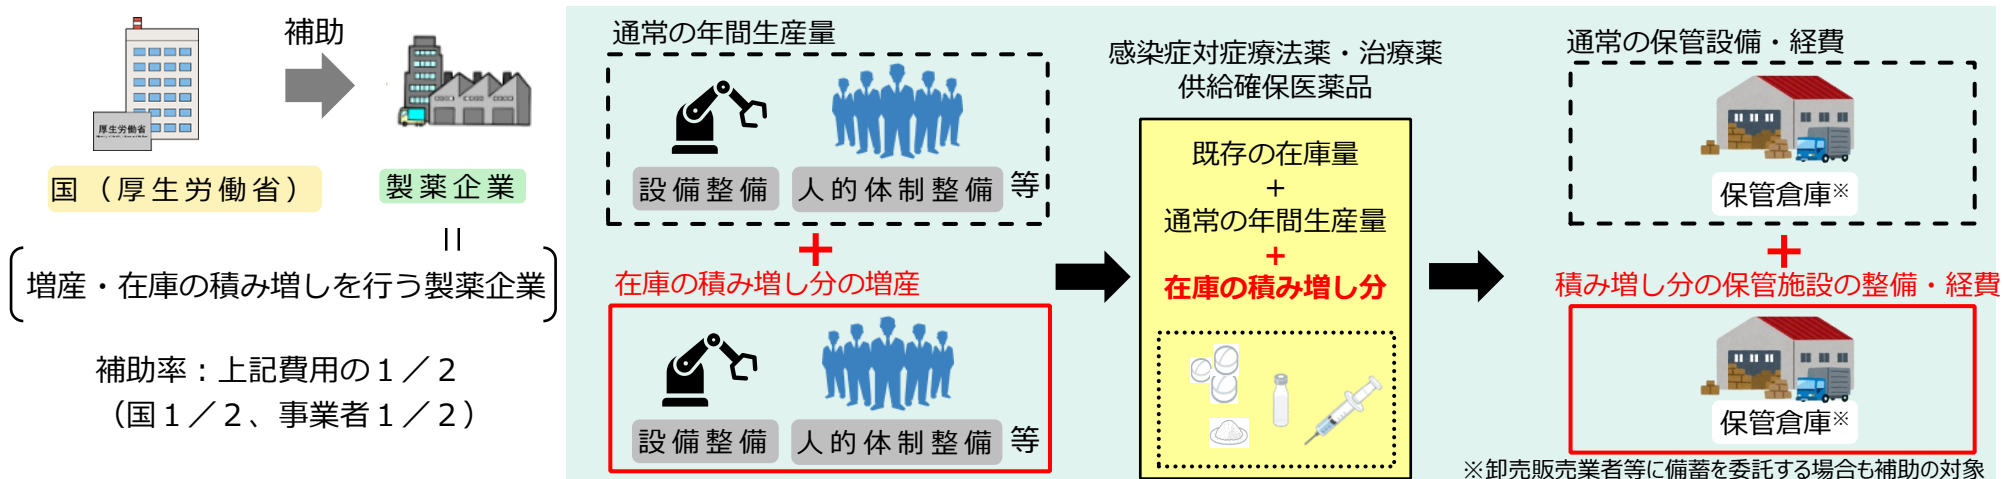 補助
厚生労働省
国（厚生労働省）
製薬企業
＝
増産・在庫の積み増しを行う製薬企業
補助率：上記費用の１／２
（国１／２、事業者１／２）
通常の年間生産量
設備整備
人的体制整備
等
＋
在庫の積み増し分の増産
設備整備
人的体制整備
等
感染症対症療法薬・治療薬
供給確保医薬品
既存の在庫量
＋
通常の年間生産量
＋
在庫の積み増し分
通常の保管設備・経費
保管倉庫※
＋
積み増し分の保管施設の整備・経費
保管倉庫※
※卸売販売業者等に備蓄を委託する場合も補助の対象